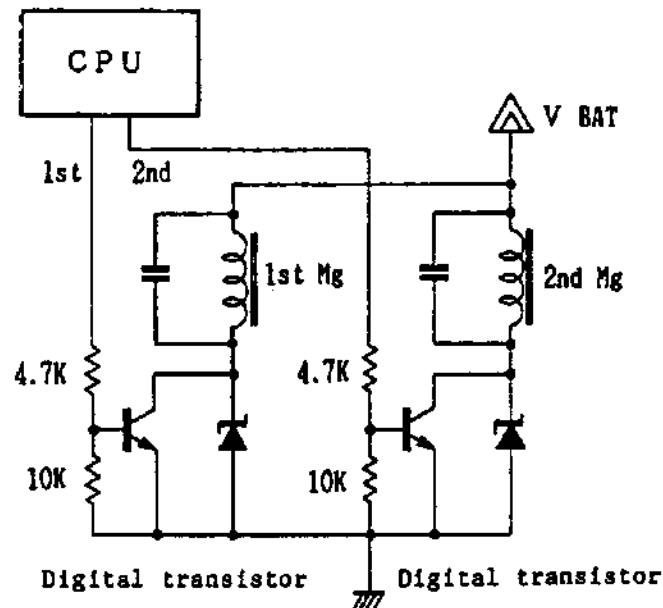 CPU
V BAT
1st 2nd
1st Mg 2nd Mg
4.7K 4.7K
10K 10K
Digital transistor Digital transistor